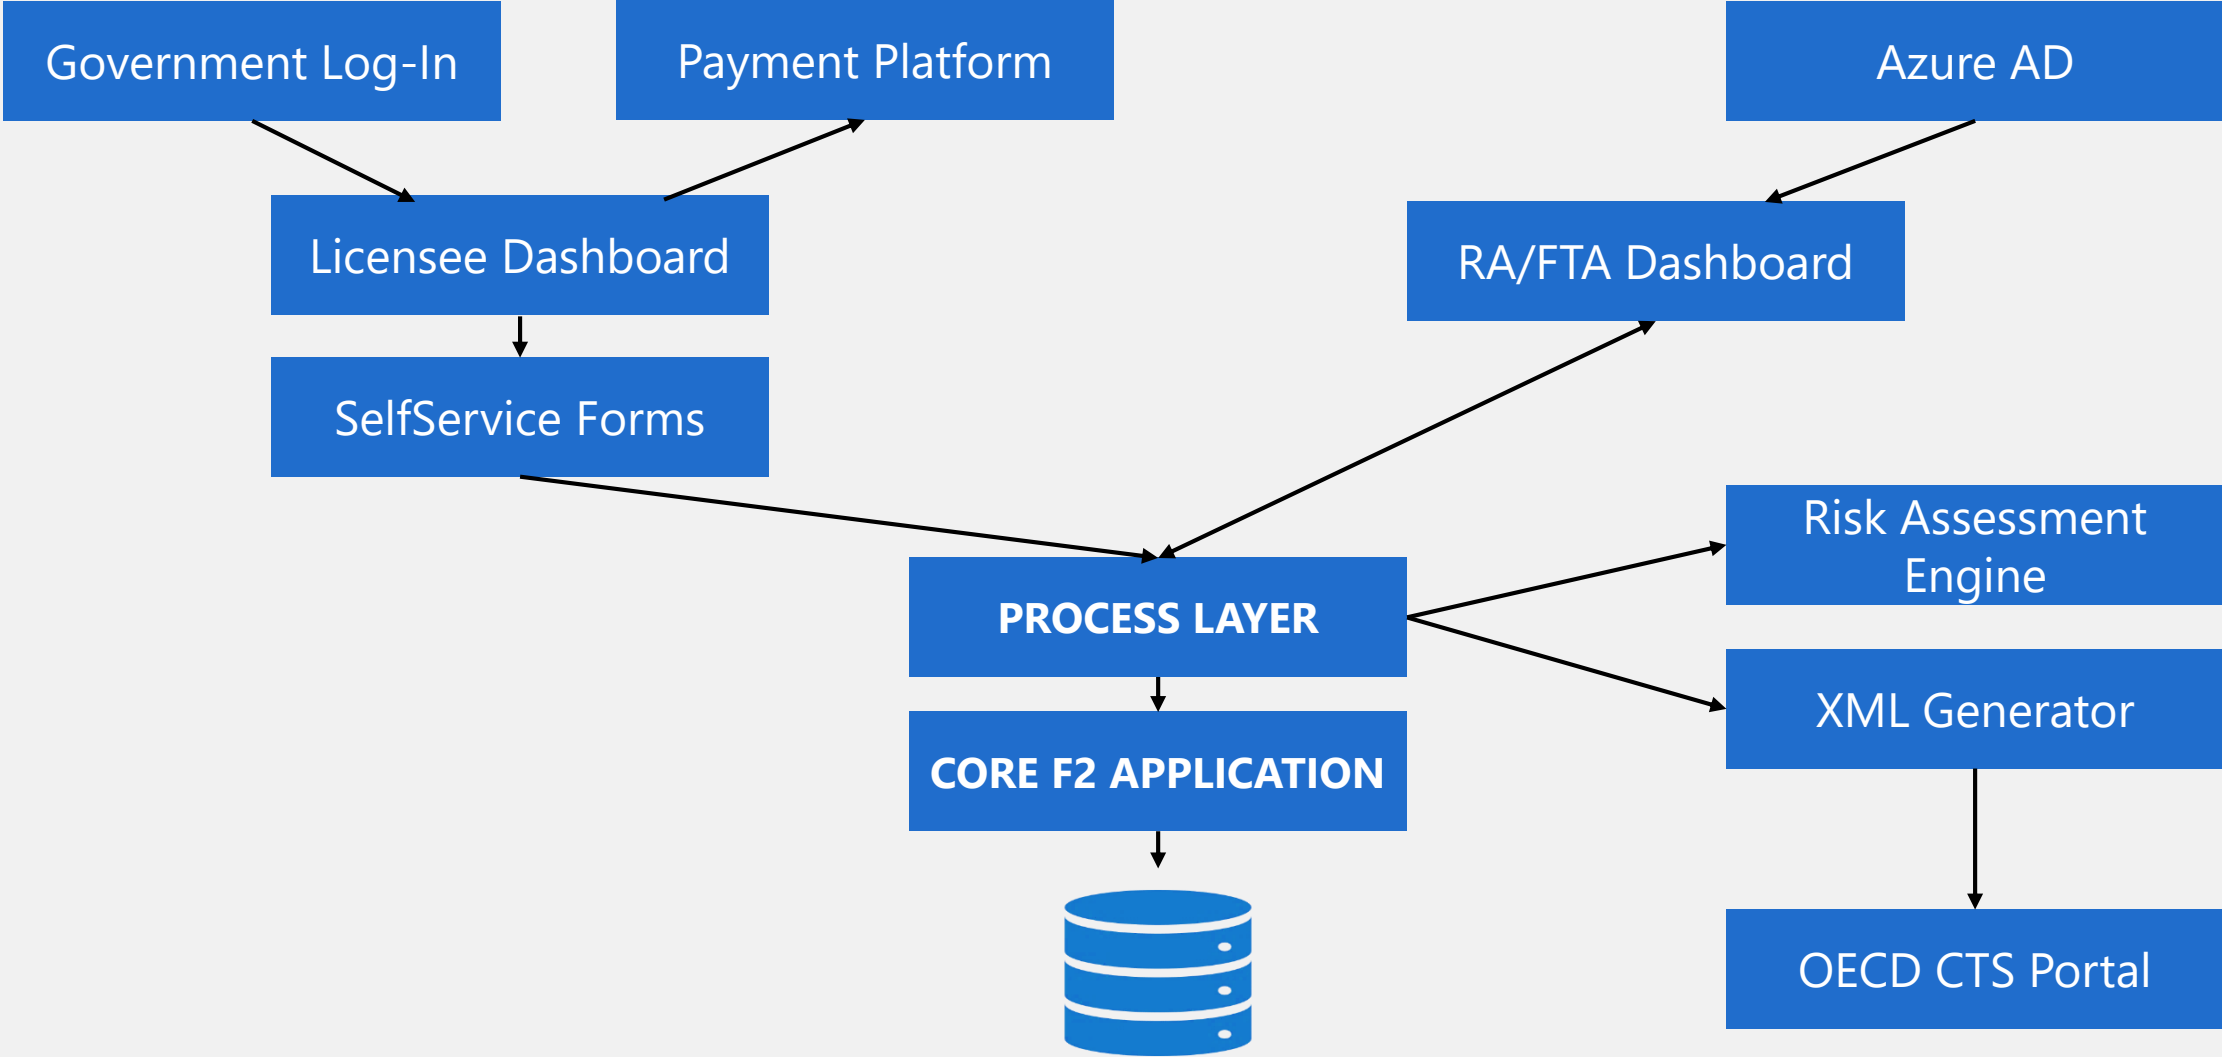 Government Log-In
Payment Platform
Azure AD
Licensee Dashboard
RA/FTA Dashboard
SelfService Forms
Risk Assessment
Engine
PROCESS LAYER
XML Generator
CORE F2 APPLICATION
OECD CTS Portal